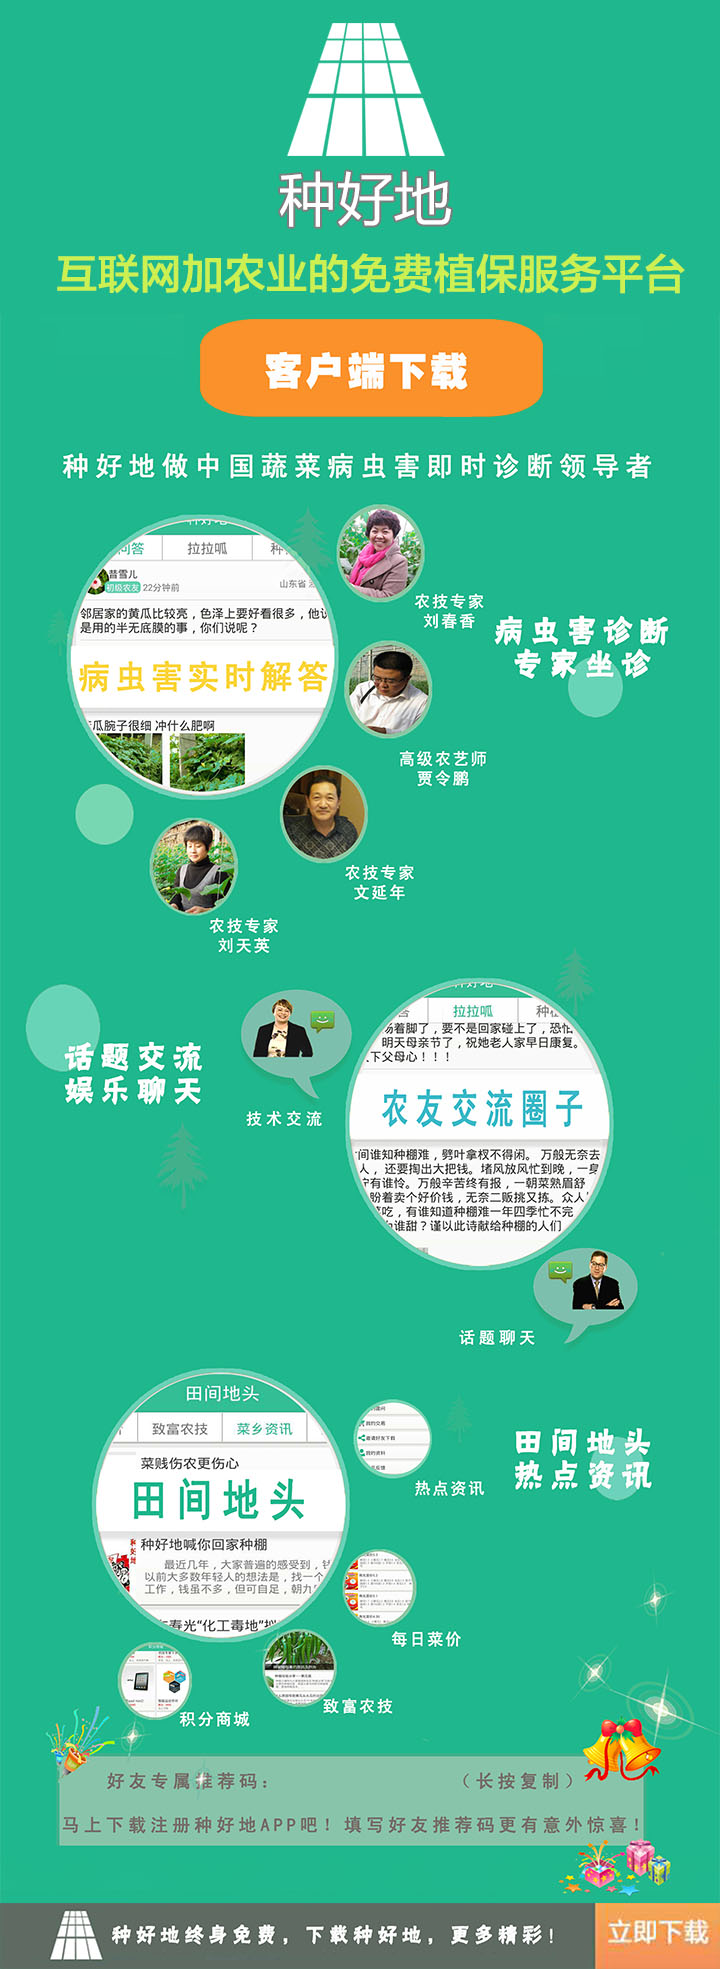 种好地
互联网加农业的免费植保服务平台
客户端下载
种好地做中国蔬菜病虫害即时诊断领导者
种好地
问答
拉拉呱
昔雪儿
初级农友 22分钟前
山东省
邻居家的黄瓜比较亮，色泽上要好看很多，他
是用的半无底膜的事，你们说呢？
病虫害实时解答
瓜腕子很细 冲什么肥啊
农技专家
刘春香
病虫害诊断
专家坐诊
高级农艺师
贾令鹏
农技专家
文延年
农技专家
刘天英
话题交流
娱乐聊天
技术交流
拉拉呱
着脚了，要不是回家碰上了，恐怕
明天母亲节了，祝她老人家早日康复。
下父母心！！！
农友交流圈子
间谁知种棚难，劈叶拿杈不得闲。 万般无奈去
人， 还要掏出大把钱。堵风放风忙到晚，一身
有谁怜。万般辛苦终有报，一朝菜熟眉舒
盼着卖个好价钱，无奈二贩挑又拣。众人
吃，有谁知道种棚难一年四季忙不完
谁甜？谨以此诗献给种棚的人们
话题聊天
田间地头
致富农技
菜乡资讯
菜贱伤农更伤心
田间地头
种好地喊你回家种棚
最近几年，大家普遍的感受到，
以前大多数年轻人的想法是，找一个
工作，钱虽不多，但可自足，朝九
寿光“化工毒地”
我的交易
邀请好友下载
我的资料
热点资讯
田间地头
热点资讯
每日菜价
致富农技
积分商城
好友专属推荐码：
（长按复制）
马上下载注册种好地APP吧！填写好友推荐码更有意外惊喜！
种好地终身免费，下载种好地，更多精彩！
立即下载